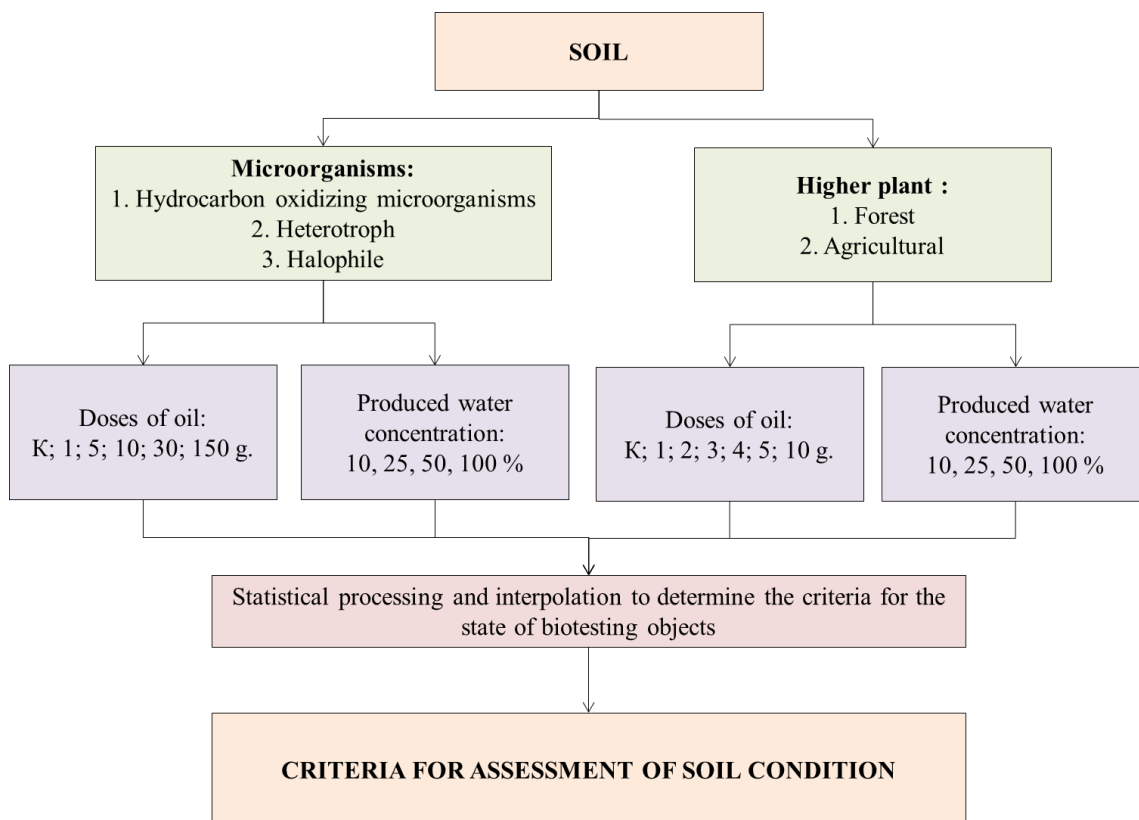 SOIL
Microorganisms:
1. Hydrocarbon oxidizing microorganisms
2. Heterotroph
3. Halophile
Higher plant :
1. Forest
2. Agricultural
Doses of oil:
K; 1; 5; 10; 30; 150 g.
Produced water
concentration:
10, 25, 50, 100 %
Doses of oil:
K; 1; 2; 3; 4; 5; 10 g.
Produced water
concentration:
10, 25, 50, 100 %
Statistical processing and interpolation to determine the criteria for the
state of biotesting objects
CRITERIA FOR ASSESSMENT OF SOIL CONDITION